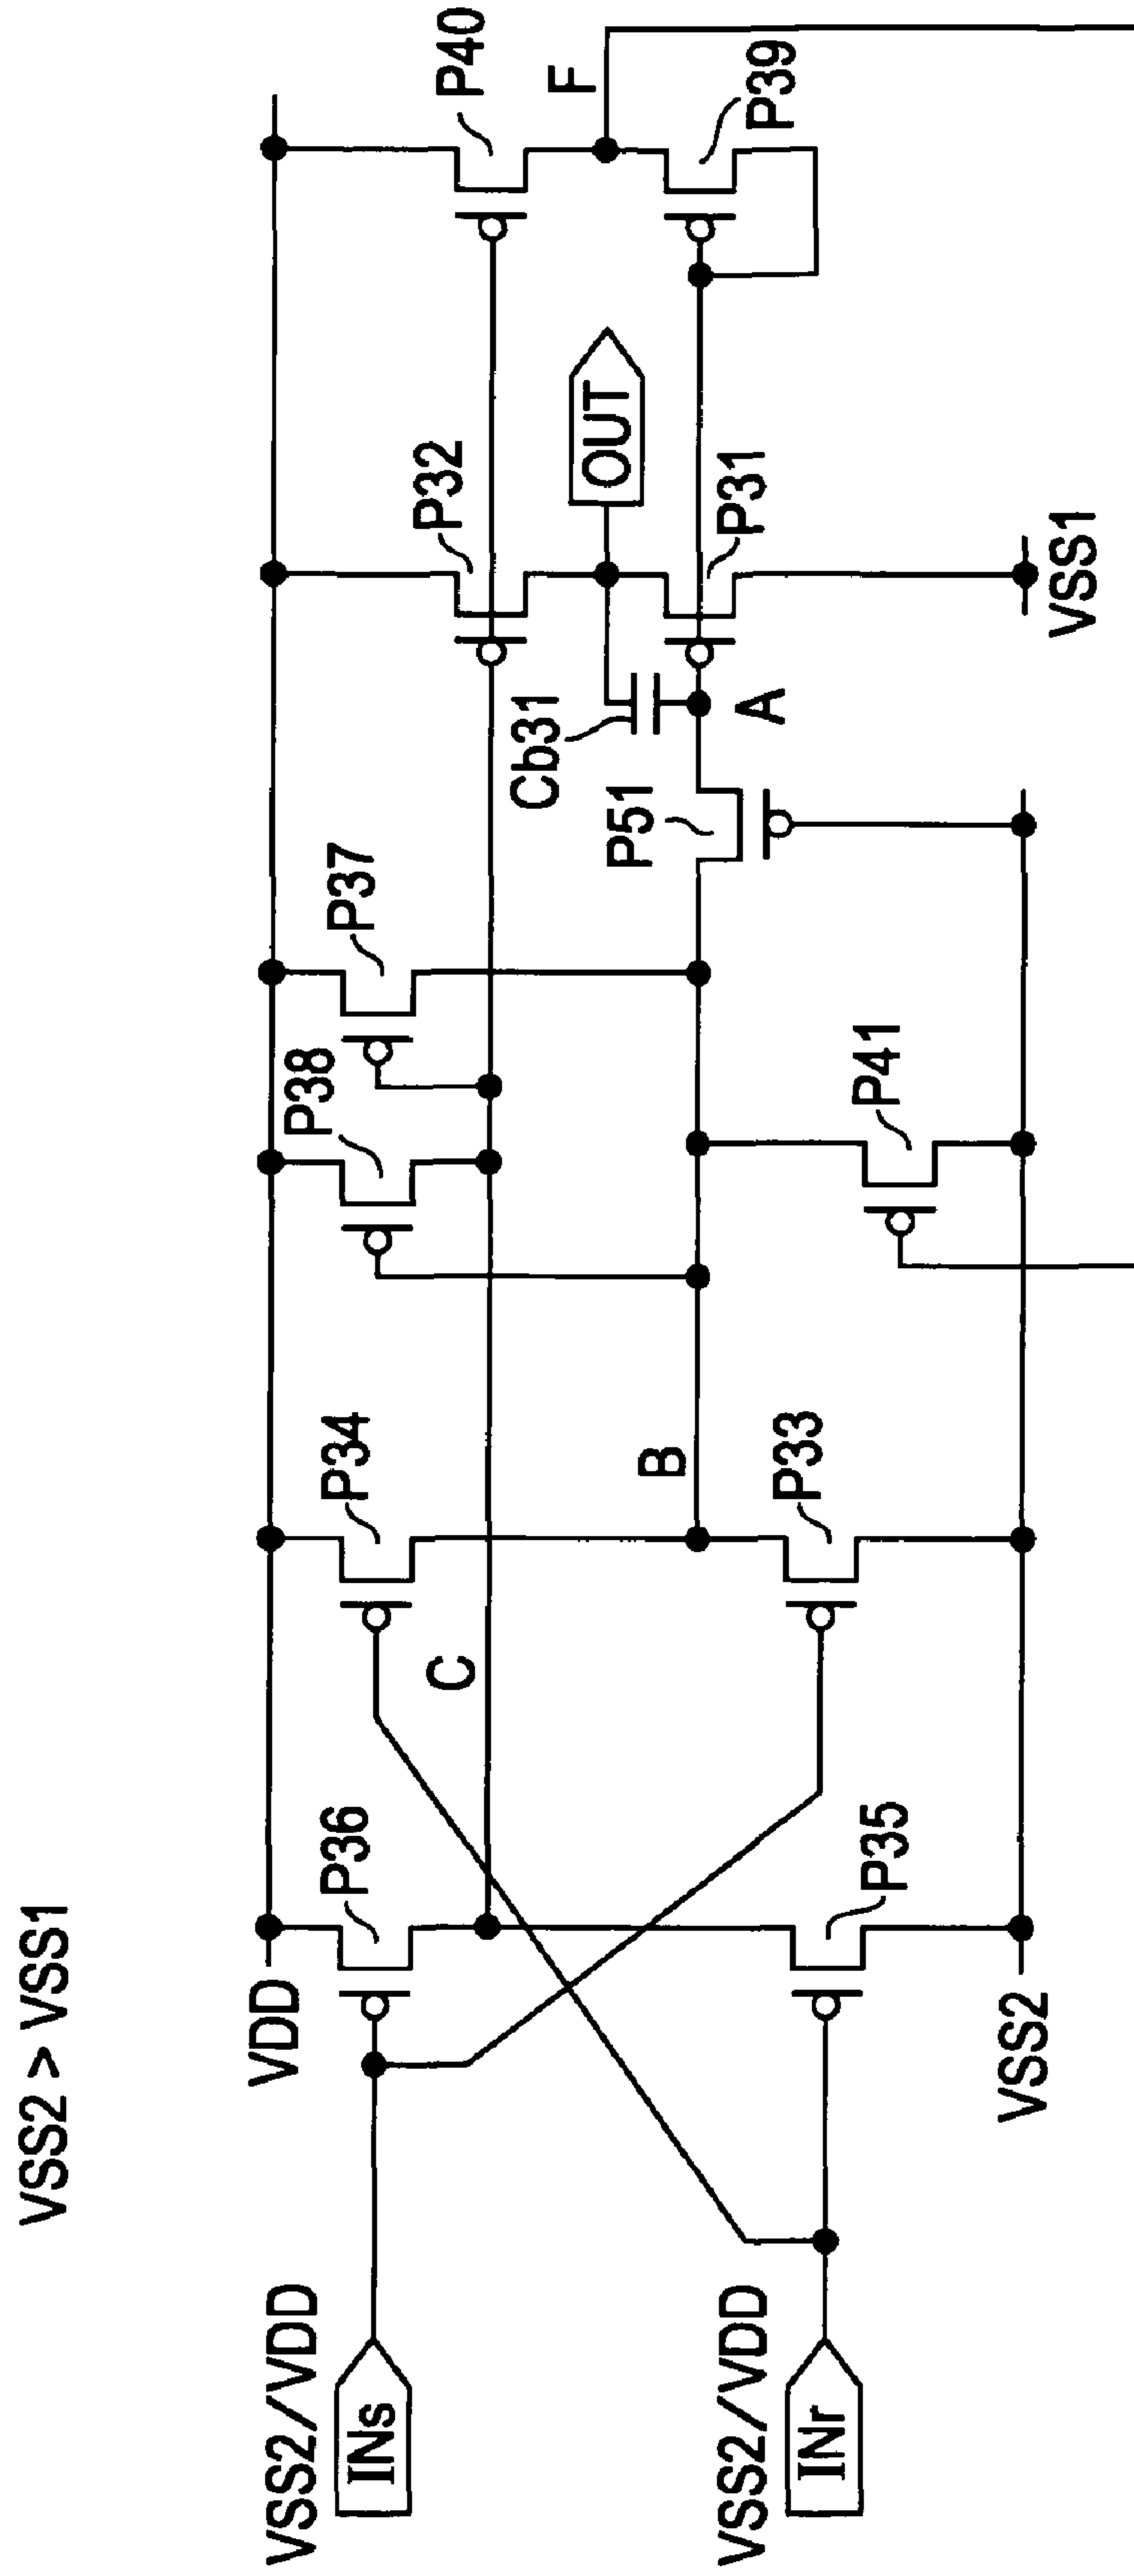 VSS2 > VSS1
VDD
P36
P34
P38
P37
P32
P40
C
B
Cb31
OUT
F
P51
A
P31
P39
P35
P33
P41
VSS2/VDD
INs
VSS2/VDD
INr
VSS2
VSS1